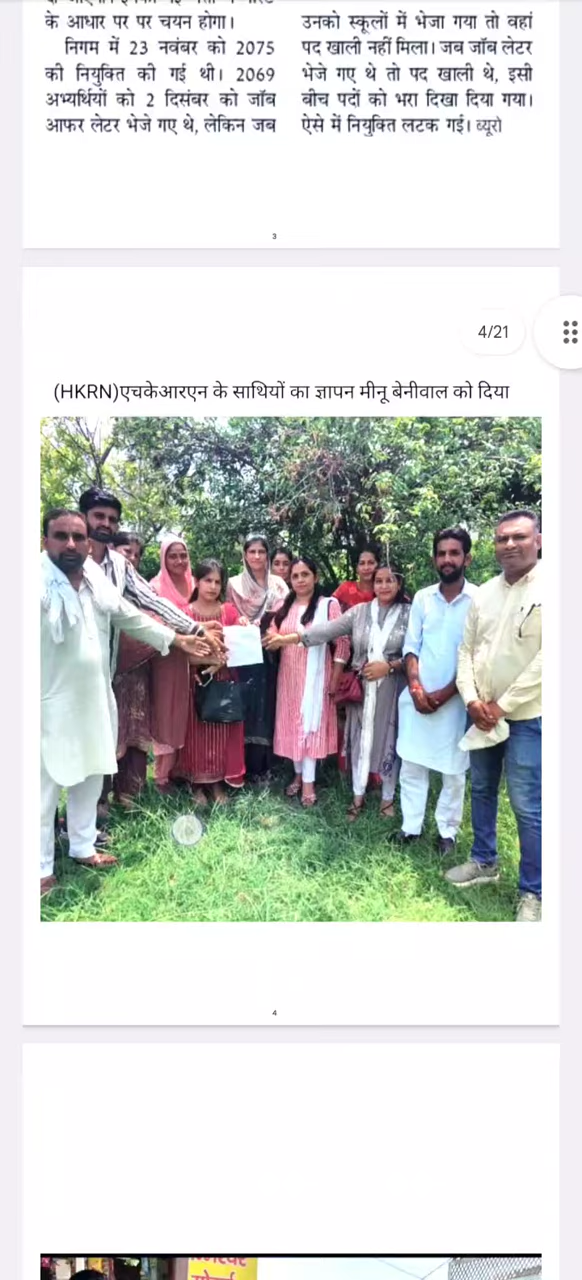 के आधार पर पर चयन होगा।
निगम में 23 नवंबर को 2075
की नियुक्ति की गई थी। 2069
अभ्यर्थियों को 2 दिसंबर को जॉब
आफर लेटर भेजे गए थे, लेकिन जब
उनको स्कूलों में भेजा गया तो वहां
पद खाली नहीं मिला। जब जॉब लेटर
भेजे गए थे तो पद खाली थे, इसी
बीच पदों को भरा दिखा दिया गया।
ऐसे में नियुक्ति लटक गई। ब्यूरो
3
4/21
(HKRN)एचकेआरएन के साथियों का ज्ञापन मीनू बेनीवाल को दिया
4